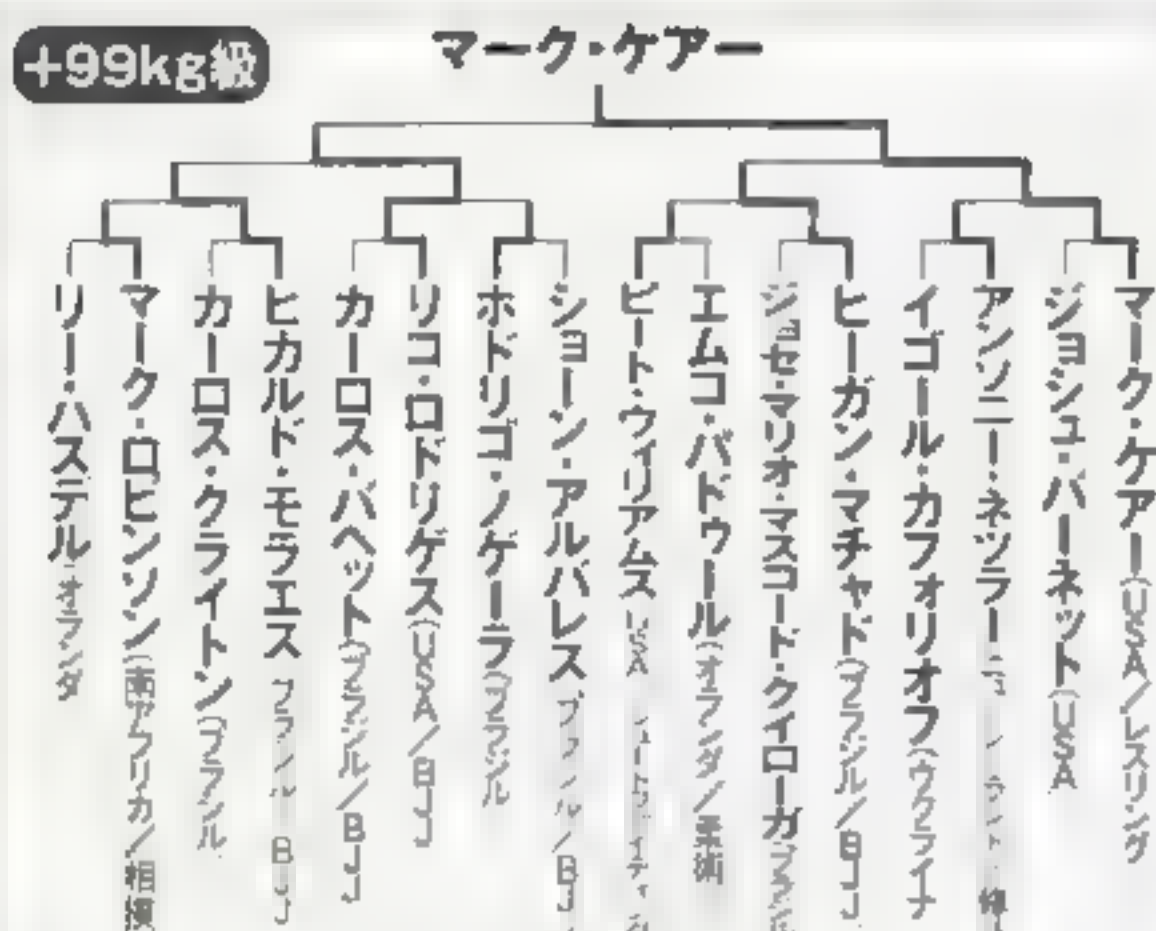 +99kg級
マーク・ケアー
リー・ハステル オランダ
マーク・ロビンソン(南アフリカ/相撲
カーロス・クライトン(ブラジル
ヒカルド・モラエス ブラジル BJJ
カーロス・バヘット(ブラジル/BJJ
リコ・ロドリゲス(USA/BJJ
ホドリゴ・ノゲーラ(ブラジル
ショーン・アルバレス ブラジル/BJ
ピート・ウィリアムス USA
エムコ・パドゥール(オランダ/柔術
ジョセ・マリオ・マスコード・クイローガ
ヒーガン・マチャド(ブラジル/BJJ
イゴール・カフォリオフ(ウクライナ
アンソニー・ネツラー
ジョシュ・バーネット(USA
マーク・ケアー(USA/レスリング